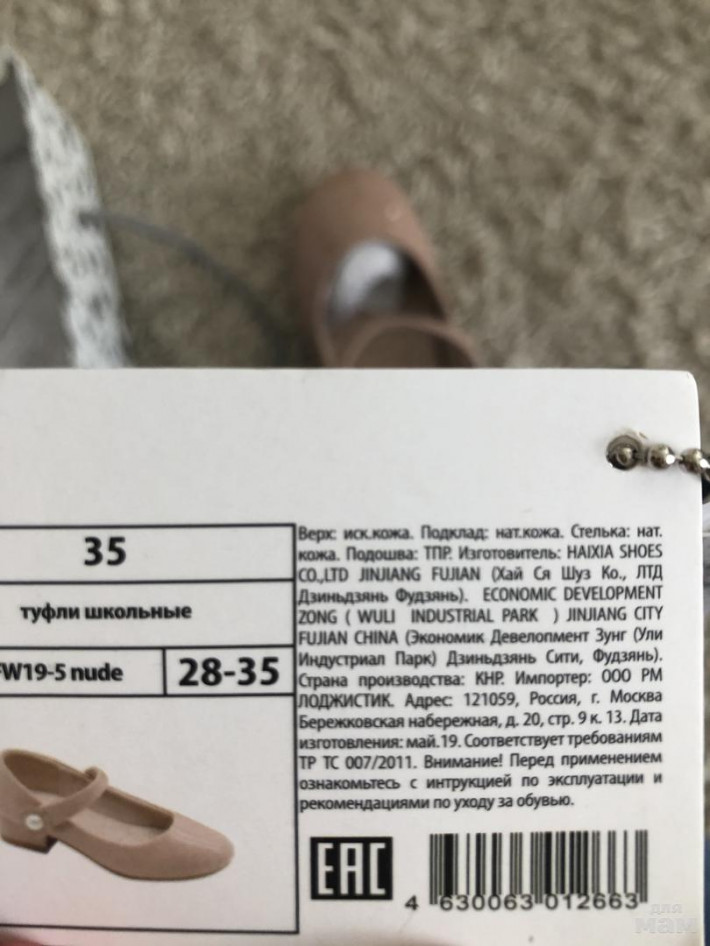 35
туфли школьные
FW19-5 nude
28-35
Верх: иск.кожа. Подклад: нат.кожа. Стелька: нат.
кожа. Подошва: ТПР. Изготовитель: HAIXIA SHOES
CO.,LTD JINJIANG FUJIAN (Хай Ся Шуз Ко., ЛТД
Дзиньдзянь Фудзянь). ECONOMIC DEVELOPMENT
ZONG ( WULI INDUSTRIAL PARK ) JINJIANG CITY
FUJIAN CHINA (Экономик Девелопмент Зунг (Ули
Индустриал Парк) Дзиньдзянь Сити, Фудзянь).
Страна производства: КНР. Импортер: ООО РМ
ЛОДЖИСТИК. Адрес: 121059, Россия, г. Москва
Бережковская набережная, д. 20, стр. 9 к. 13. Дата
изготовления: май.19. Соответствует требованиям
ТР ТС 007/2011. Внимание! Перед применением
ознакомьтесь с интрукцией по эксплуатации и
рекомендациями по уходу за обувью.
EAC
4 630063 012663
для
мам